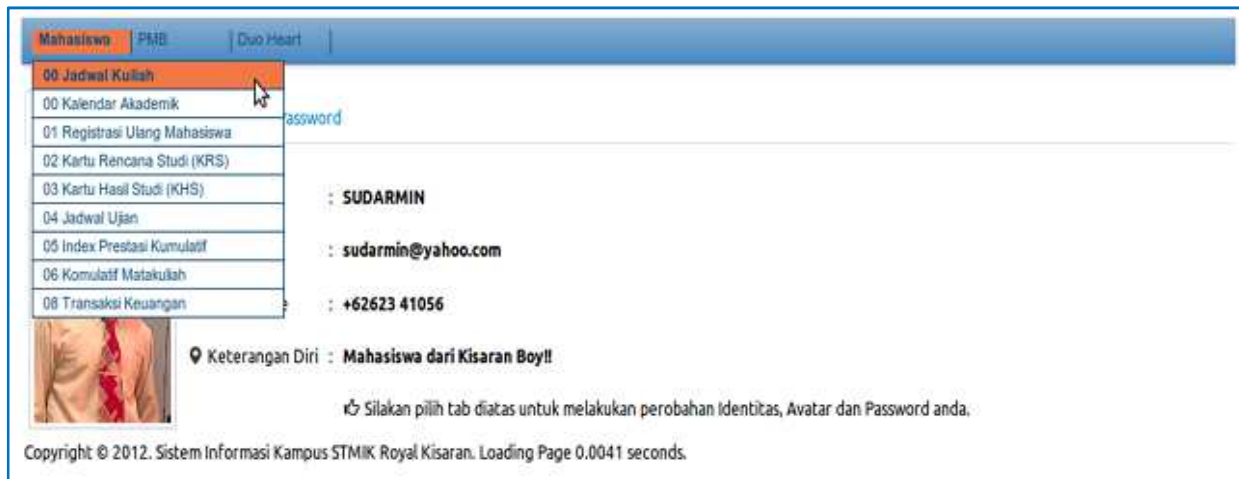 Mahasiswa PMB Duo Heart
00 Jadwal Kuliah
00 Kalendar Akademik
Password
01 Registrasi Ulang Mahasiswa
02 Kartu Rencana Studi (KRS)
03 Kartu Hasil Studi (KHS)
: SUDARMIN
04 Jadwal Ujian
05 Index Prestasi Kumulatif
: sudarmin@yahoo.com
06 Komulatif Matakuliah
08 Transaksi Keuangan
: +62623 41056
Keterangan Diri : Mahasiswa dari Kisaran Boy!!
Silakan pilih tab diatas untuk melakukan perobahan Identitas, Avatar dan Password anda.
Copyright © 2012. Sistem Informasi Kampus STMIK Royal Kisaran. Loading Page 0.0041 seconds.